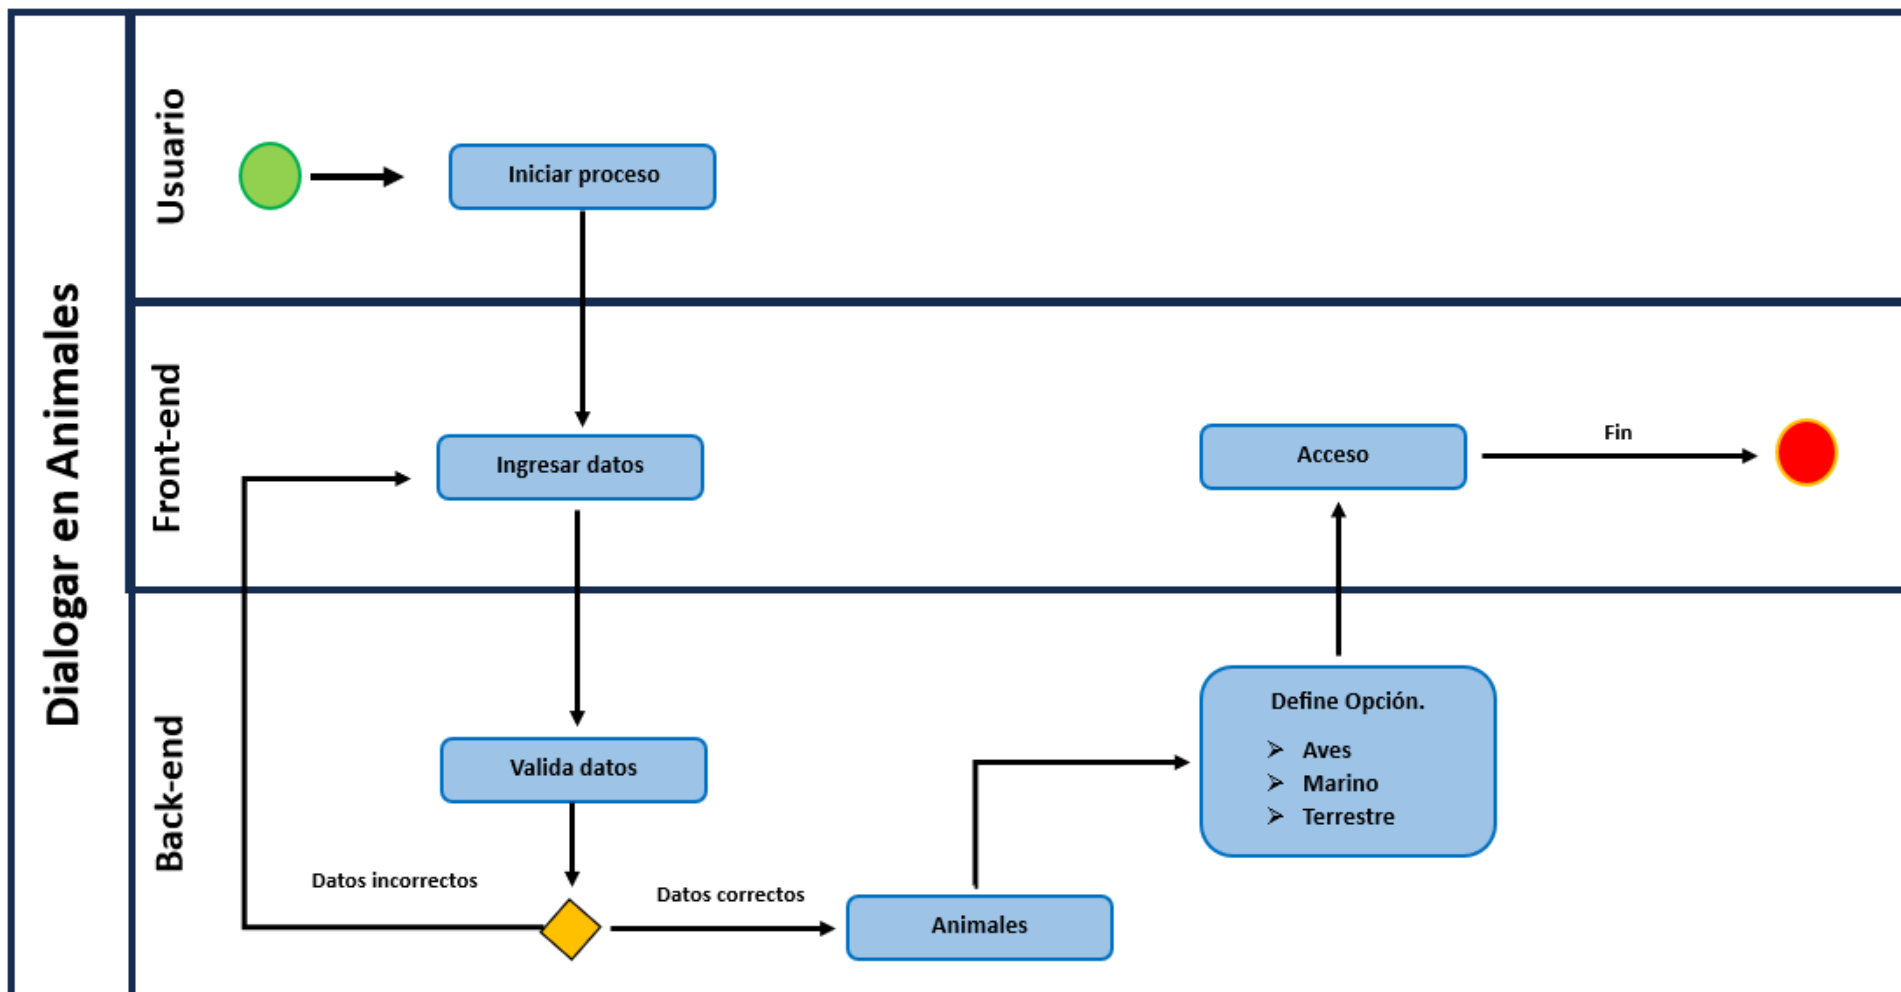 Dialogar en Animales
Usuario
Iniciar proceso
Front-end
Ingresar datos
Acceso
Fin
Back-end
Valida datos
Datos incorrectos
Datos correctos
Animales
Define Opción.
Aves
Marino
Terrestre